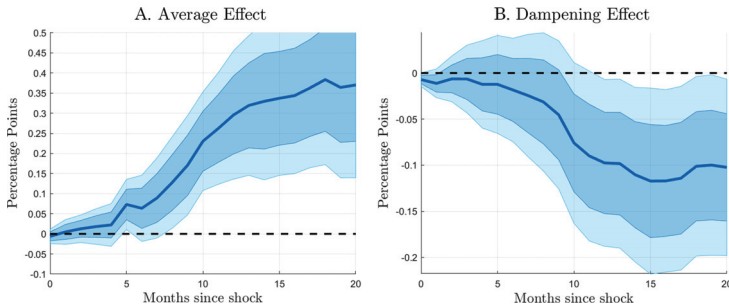 A. Average Effect
0.5
0.45
0.4
0.35
0.3
0.25
0.2
0.15
0.1
0.05
0
-0.05
-0.1
Percentage Points
0 5 10 15 20
Months since shock
B. Dampening Effect
0
-0.05
-0.1
-0.15
-0.2
Percentage Points
0 5 10 15 20
Months since shock